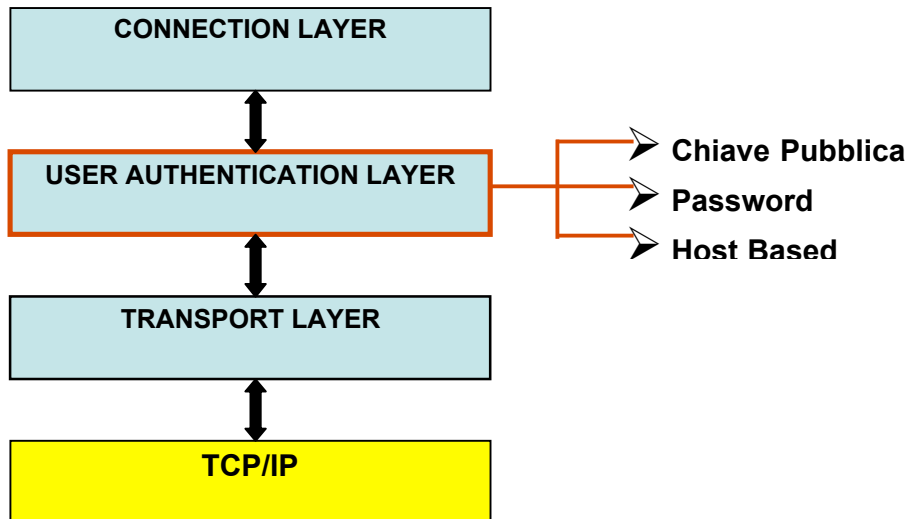 CONNECTION LAYER
USER AUTHENTICATION LAYER
Chiave Pubblica
Password
Host Based
TRANSPORT LAYER
TCP/IP